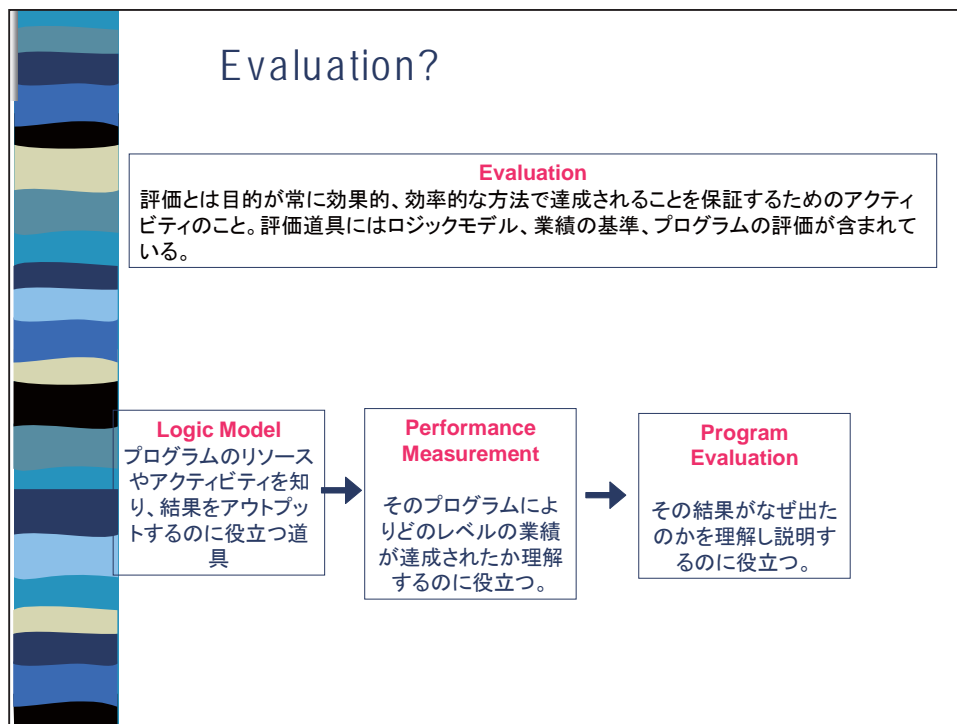 Evaluation?
Evaluation
評価とは目的が常に効果的、効率的な方法で達成されることを保証するためのアクティ
ビティのこと。評価道具にはロジックモデル、業績の基準、プログラムの評価が含まれて
いる。
Logic Model
プログラムのリソース
やアクティビティを知
り、結果をアウトプッ
トするのに役立つ道
具
Performance
Measurement
そのプログラムによ
りどのレベルの業績
が達成されたか理解
するのに役立つ。
Program
Evaluation
その結果がなぜ出た
のかを理解し説明す
るのに役立つ。